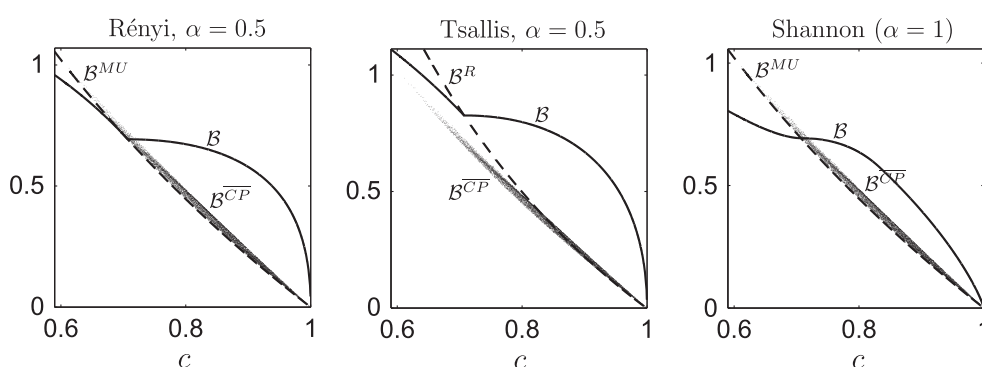 Rényi, α = 0.5
1
0.5
0
0.6
0.8
1
c
B^{MU}
B
B^{\overline{CP}}
Tsallis, α = 0.5
1
0.5
0
0.6
0.8
1
c
B^R
B
B^{\overline{CP}}
Shannon (α = 1)
1
0.5
0
0.6
0.8
1
c
B^{MU}
B
B^{\overline{CP}}